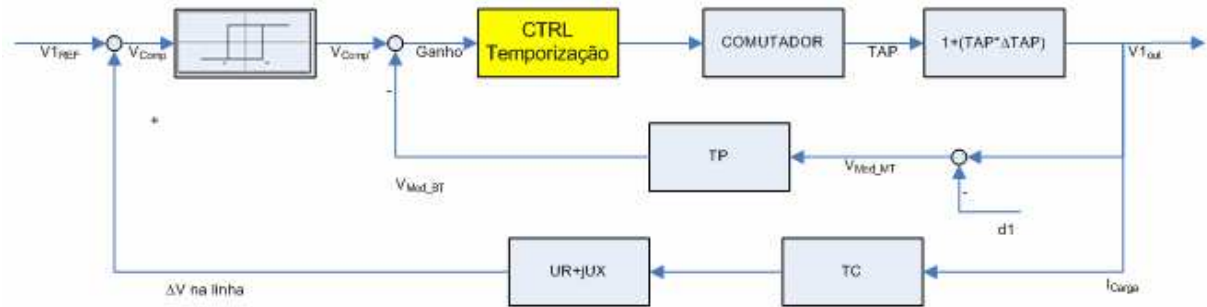 V1REF
VComp
VComp'
Ganho
CTRL
Temporização
COMUTADOR
TAP
1+(TAP*ΔTAP)
V1out
+
-
VMed_BT
TP
VMed_MT
-
d1
ΔV na linha
UR+jUX
TC
ICarga